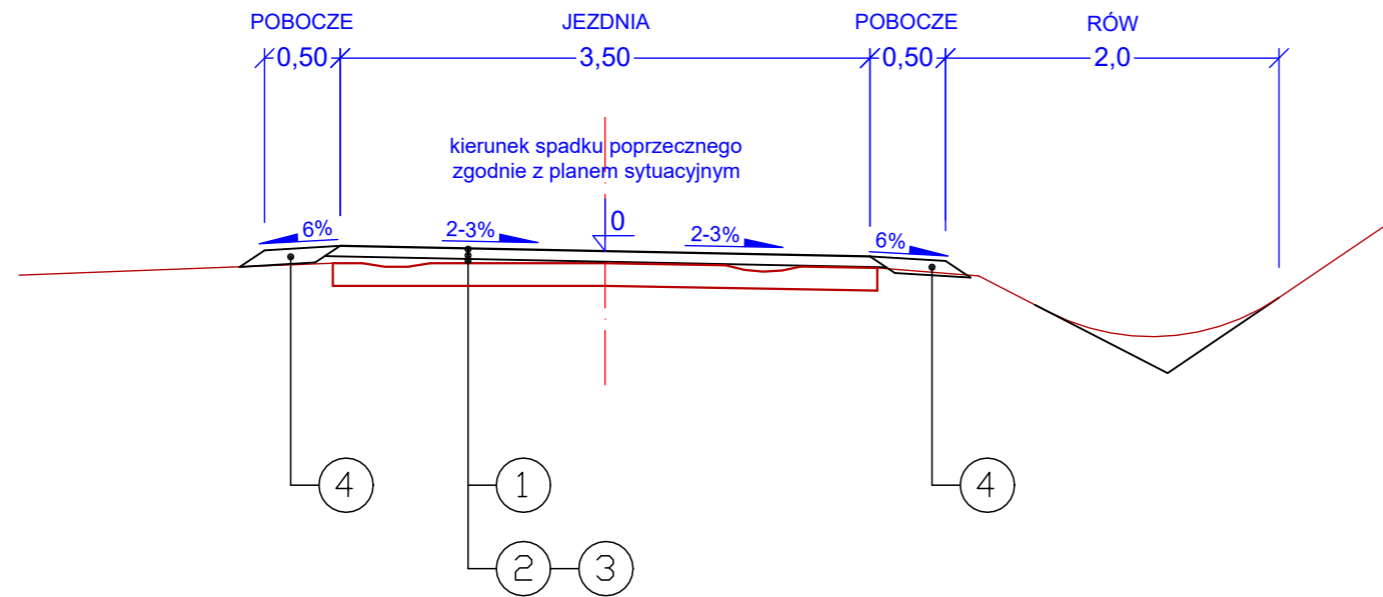 POBOCZE JEZDNIA POBOCZE RÓW
0,50 3,50 0,50 2,0
kierunek spadku poprzecznego
zgodnie z planem sytuacyjnym
0
6% 2-3% 2-3% 6%
4 1 4
2 3